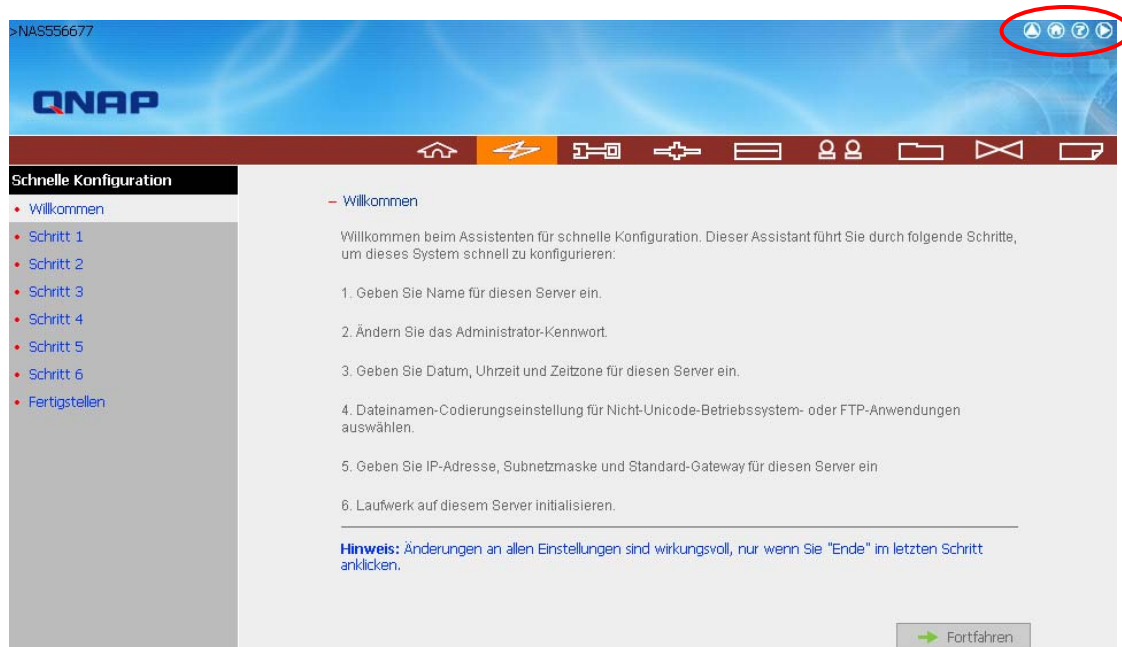 >NAS556677
QNAP
Schnelle Konfiguration
Willkommen
Schritt 1
Schritt 2
Schritt 3
Schritt 4
Schritt 5
Schritt 6
Fertigstellen
– Willkommen
Willkommen beim Assistenten für schnelle Konfiguration. Dieser Assistant führt Sie durch folgende Schritte,
um dieses System schnell zu konfigurieren:
1. Geben Sie Name für diesen Server ein.
2. Ändern Sie das Administrator-Kennwort.
3. Geben Sie Datum, Uhrzeit und Zeitzone für diesen Server ein.
4. Dateinamen-Codierungseinstellung für Nicht-Unicode-Betriebssystem- oder FTP-Anwendungen
auswählen.
5. Geben Sie IP-Adresse, Subnetzmaske und Standard-Gateway für diesen Server ein
6. Laufwerk auf diesem Server initialisieren.
Hinweis: Änderungen an allen Einstellungen sind wirkungsvoll, nur wenn Sie "Ende" im letzten Schritt
anklicken.
Fortfahren